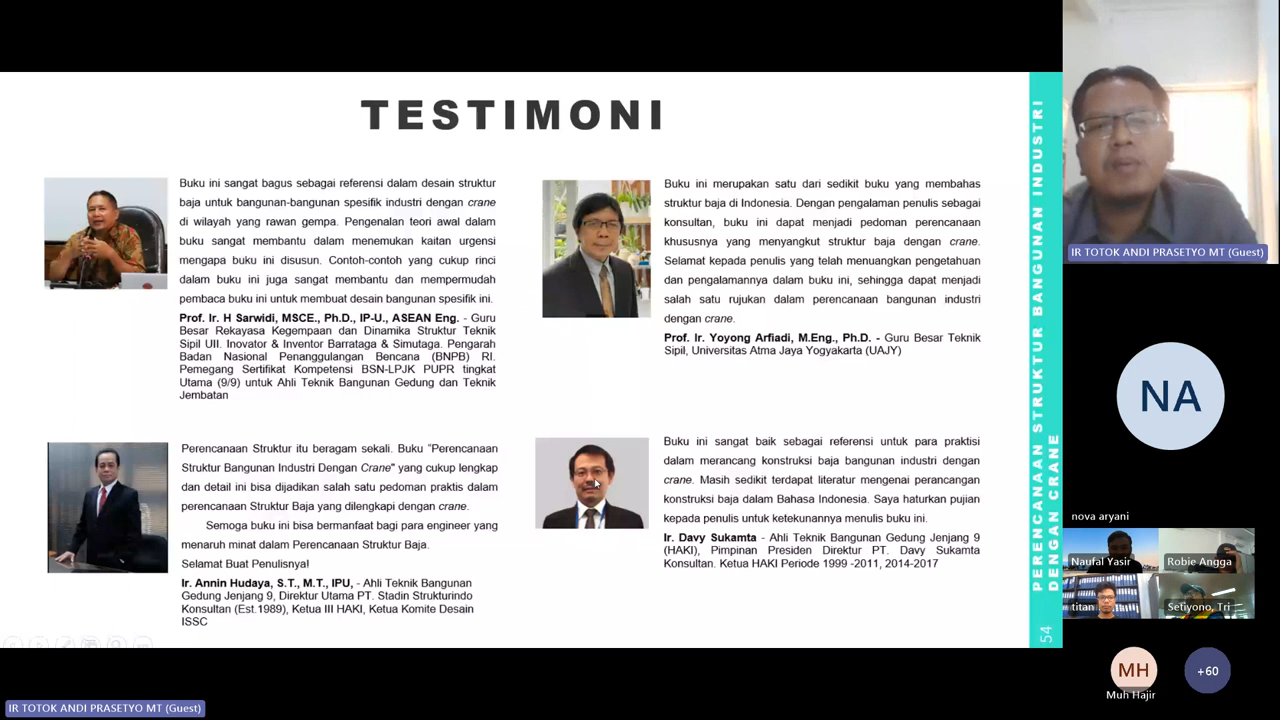 TESTIMONI
Buku ini sangat bagus sebagai referensi dalam desain struktur
baja untuk bangunan-bangunan spesifik industri dengan crane
di wilayah yang rawan gempa. Pengenalan teori awal dalam
buku sangat membantu dalam menemukan kaitan urgensi
mengapa buku ini disusun. Contoh-contoh yang cukup rinci
dalam buku ini juga sangat membantu dan mempermudah
pembaca buku ini untuk membuat desain bangunan spesifik ini.
Prof. Ir. H Sarwidi, MSCE., Ph.D., IP-U., ASEAN Eng. - Guru
Besar Rekayasa Kegempaan dan Dinamika Struktur Teknik
Sipil UII. Inovator & Inventor Barrataga & Simutaga. Pengarah
Badan Nasional Penanggulangan Bencana (BNPB) RI.
Pemegang Sertifikat Kompetensi BSN-LPJK PUPR tingkat
Utama (9/9) untuk Ahli Teknik Bangunan Gedung dan Teknik
Jembatan
Buku ini merupakan satu dari sedikit buku yang membahas
struktur baja di Indonesia. Dengan pengalaman penulis sebagai
konsultan, buku ini dapat menjadi pedoman perencanaan
khususnya yang menyangkut struktur baja dengan crane.
Selamat kepada penulis yang telah menuangkan pengetahuan
dan pengalamannya dalam buku ini, sehingga dapat menjadi
salah satu rujukan dalam perencanaan bangunan industri
dengan crane.
Prof. Ir. Yoyong Arfiadi, M.Eng., Ph.D. - Guru Besar Teknik
Sipil, Universitas Atma Jaya Yogyakarta (UAJY)
Perencanaan Struktur itu beragam sekali. Buku "Perencanaan
Struktur Bangunan Industri Dengan Crane" yang cukup lengkap
dan detail ini bisa dijadikan salah satu pedoman praktis dalam
perencanaan Struktur Baja yang dilengkapi dengan crane.
Semoga buku ini bisa bermanfaat bagi para engineer yang
menaruh minat dalam Perencanaan Struktur Baja.
Selamat Buat Penulisnya!
Ir. Annin Hudaya, S.T., M.T., IPU, - Ahli Teknik Bangunan
Gedung Jenjang 9, Direktur Utama PT. Stadin Strukturindo
Konsultan (Est.1989), Ketua III HAKI, Ketua Komite Desain
ISSC
Buku ini sangat baik sebagai referensi untuk para praktisi
dalam merancang konstruksi baja bangunan industri dengan
crane. Masih sedikit terdapat literatur mengenai perancangan
konstruksi baja dalam Bahasa Indonesia. Saya haturkan pujian
kepada penulis untuk ketekunannya menulis buku ini.
Ir. Davy Sukamta - Ahli Teknik Bangunan Gedung Jenjang 9
(HAKI), Pimpinan Presiden Direktur PT. Davy Sukamta
Konsultan. Ketua HAKI Periode 1999 -2011, 2014-2017
PERENCANAAN STRUKTUR BANGUNAN INDUSTRI
DENGAN CRANE
54
IR TOTOK ANDI PRASETYO MT (Guest)
NA
nova aryani
Naufal Yasir
Robie Angga
titan
Setiyono, Tri
MH
Muh Hajir
+60
IR TOTOK ANDI PRASETYO MT (Guest)